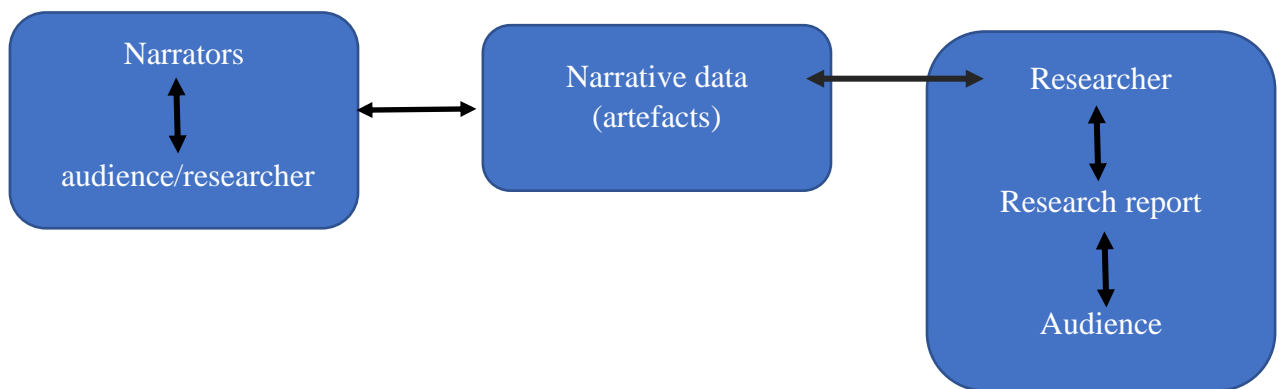 Narrators
audience/researcher
Narrative data
(artefacts)
Researcher
Research report
Audience